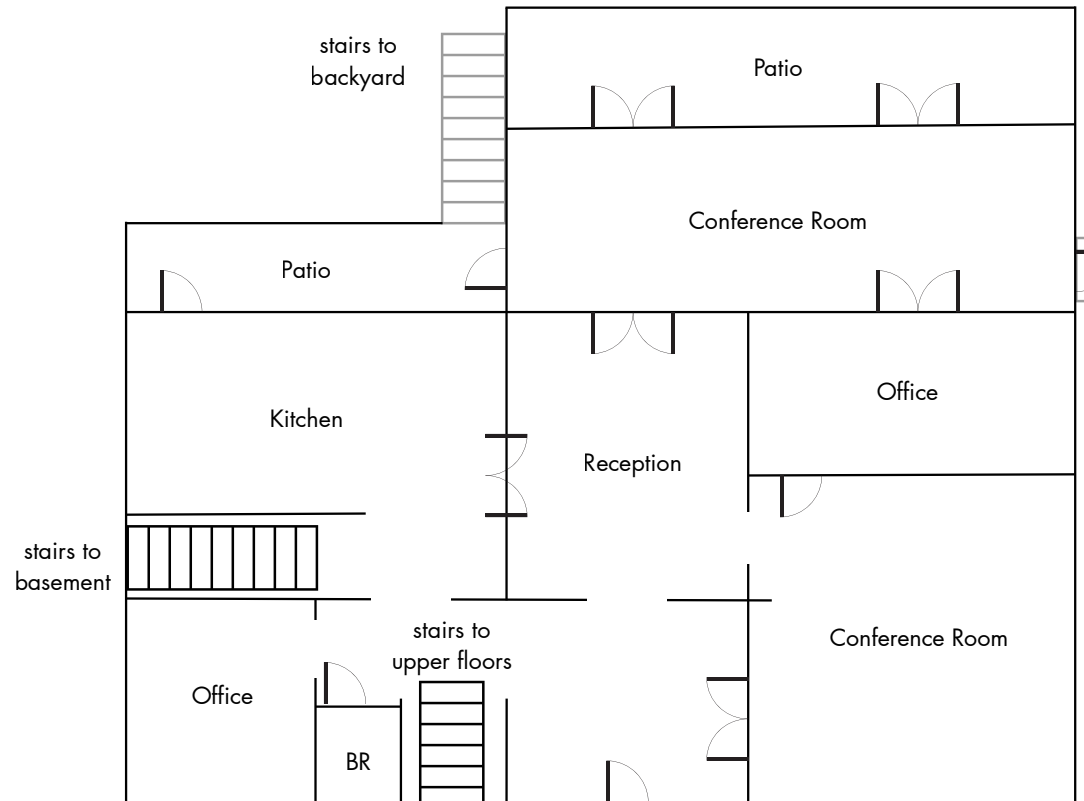 stairs to
backyard
Patio
Conference Room
Patio
Office
Kitchen
Reception
stairs to
basement
stairs to
upper floors
Conference Room
Office
BR